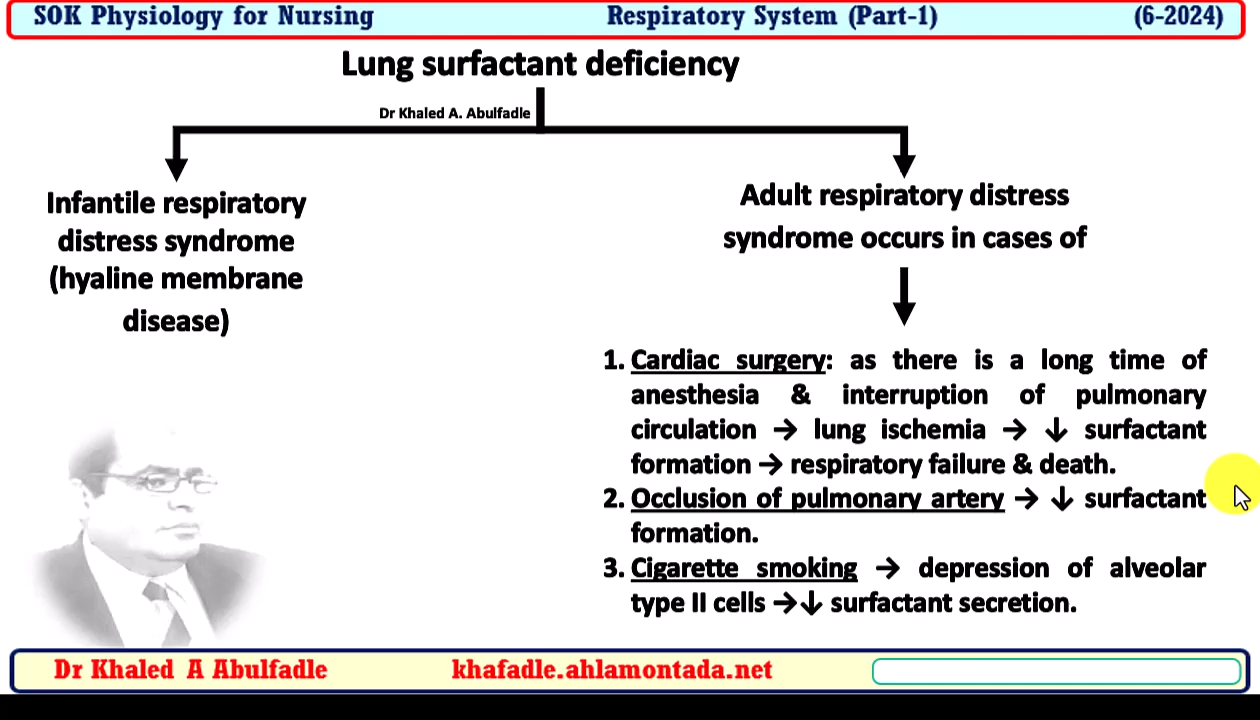 SOK Physiology for Nursing Respiratory System (Part-1) (6-2024)
Lung surfactant deficiency
Dr Khaled A. Abulfadle
Infantile respiratory
distress syndrome
(hyaline membrane
disease)
Adult respiratory distress
syndrome occurs in cases of
1. Cardiac surgery: as there is a long time of
anesthesia & interruption of pulmonary
circulation → lung ischemia → ↓ surfactant
formation → respiratory failure & death.
2. Occlusion of pulmonary artery → ↓ surfactant
formation.
3. Cigarette smoking → depression of alveolar
type II cells →↓ surfactant secretion.
Dr Khaled A Abulfadle khafadle.ahlamontada.net